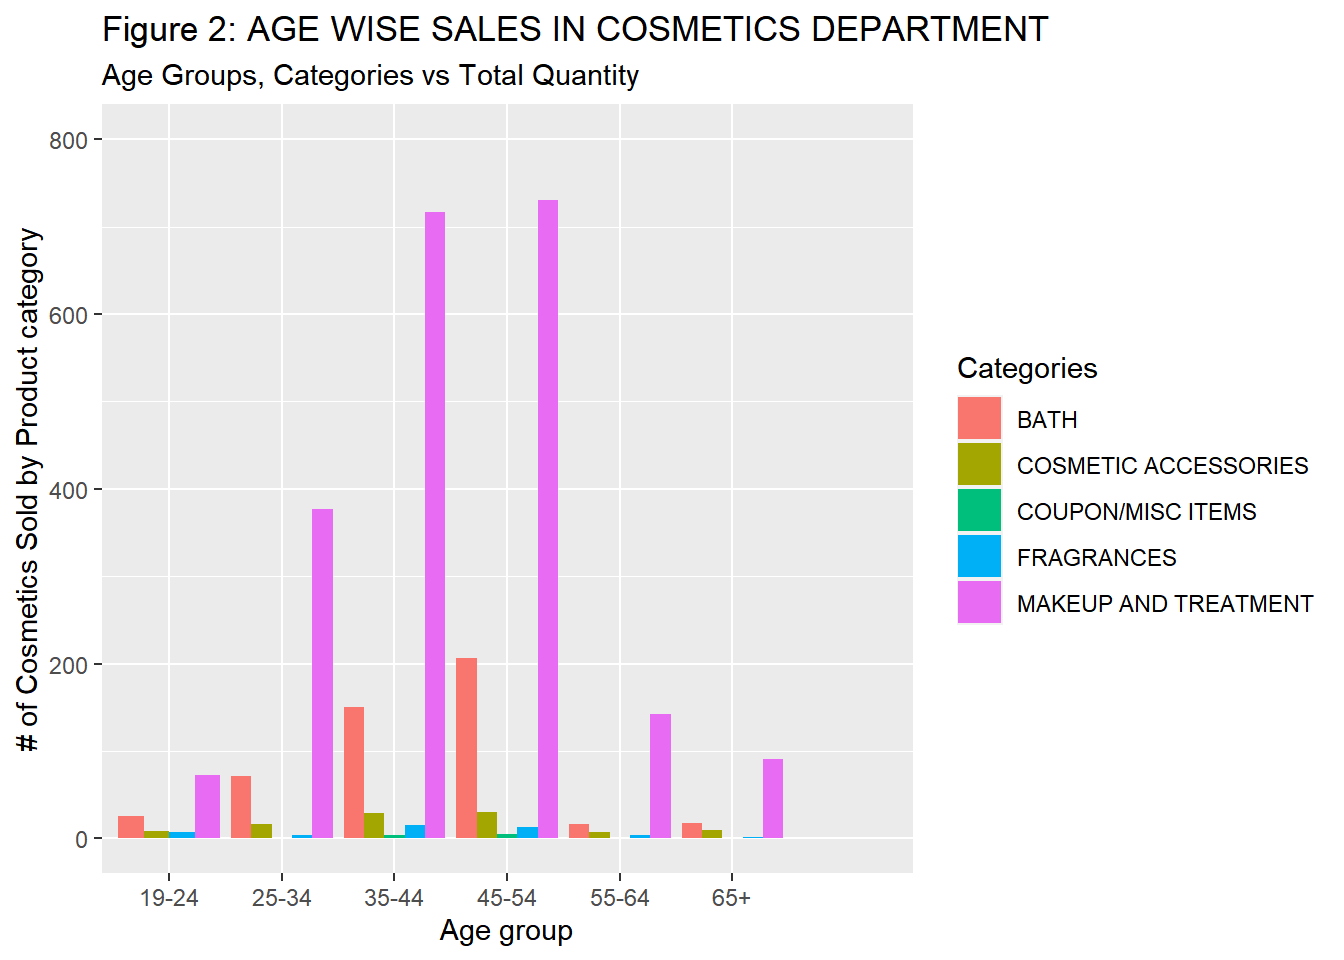 Figure 2: AGE WISE SALES IN COSMETICS DEPARTMENT
Age Groups, Categories vs Total Quantity
# of Cosmetics Sold by Product category
800
600
400
200
0
19-24
25-34
35-44
45-54
55-64
65+
Age group
Categories
BATH
COSMETIC ACCESSORIES
COUPON/MISC ITEMS
FRAGRANCES
MAKEUP AND TREATMENT